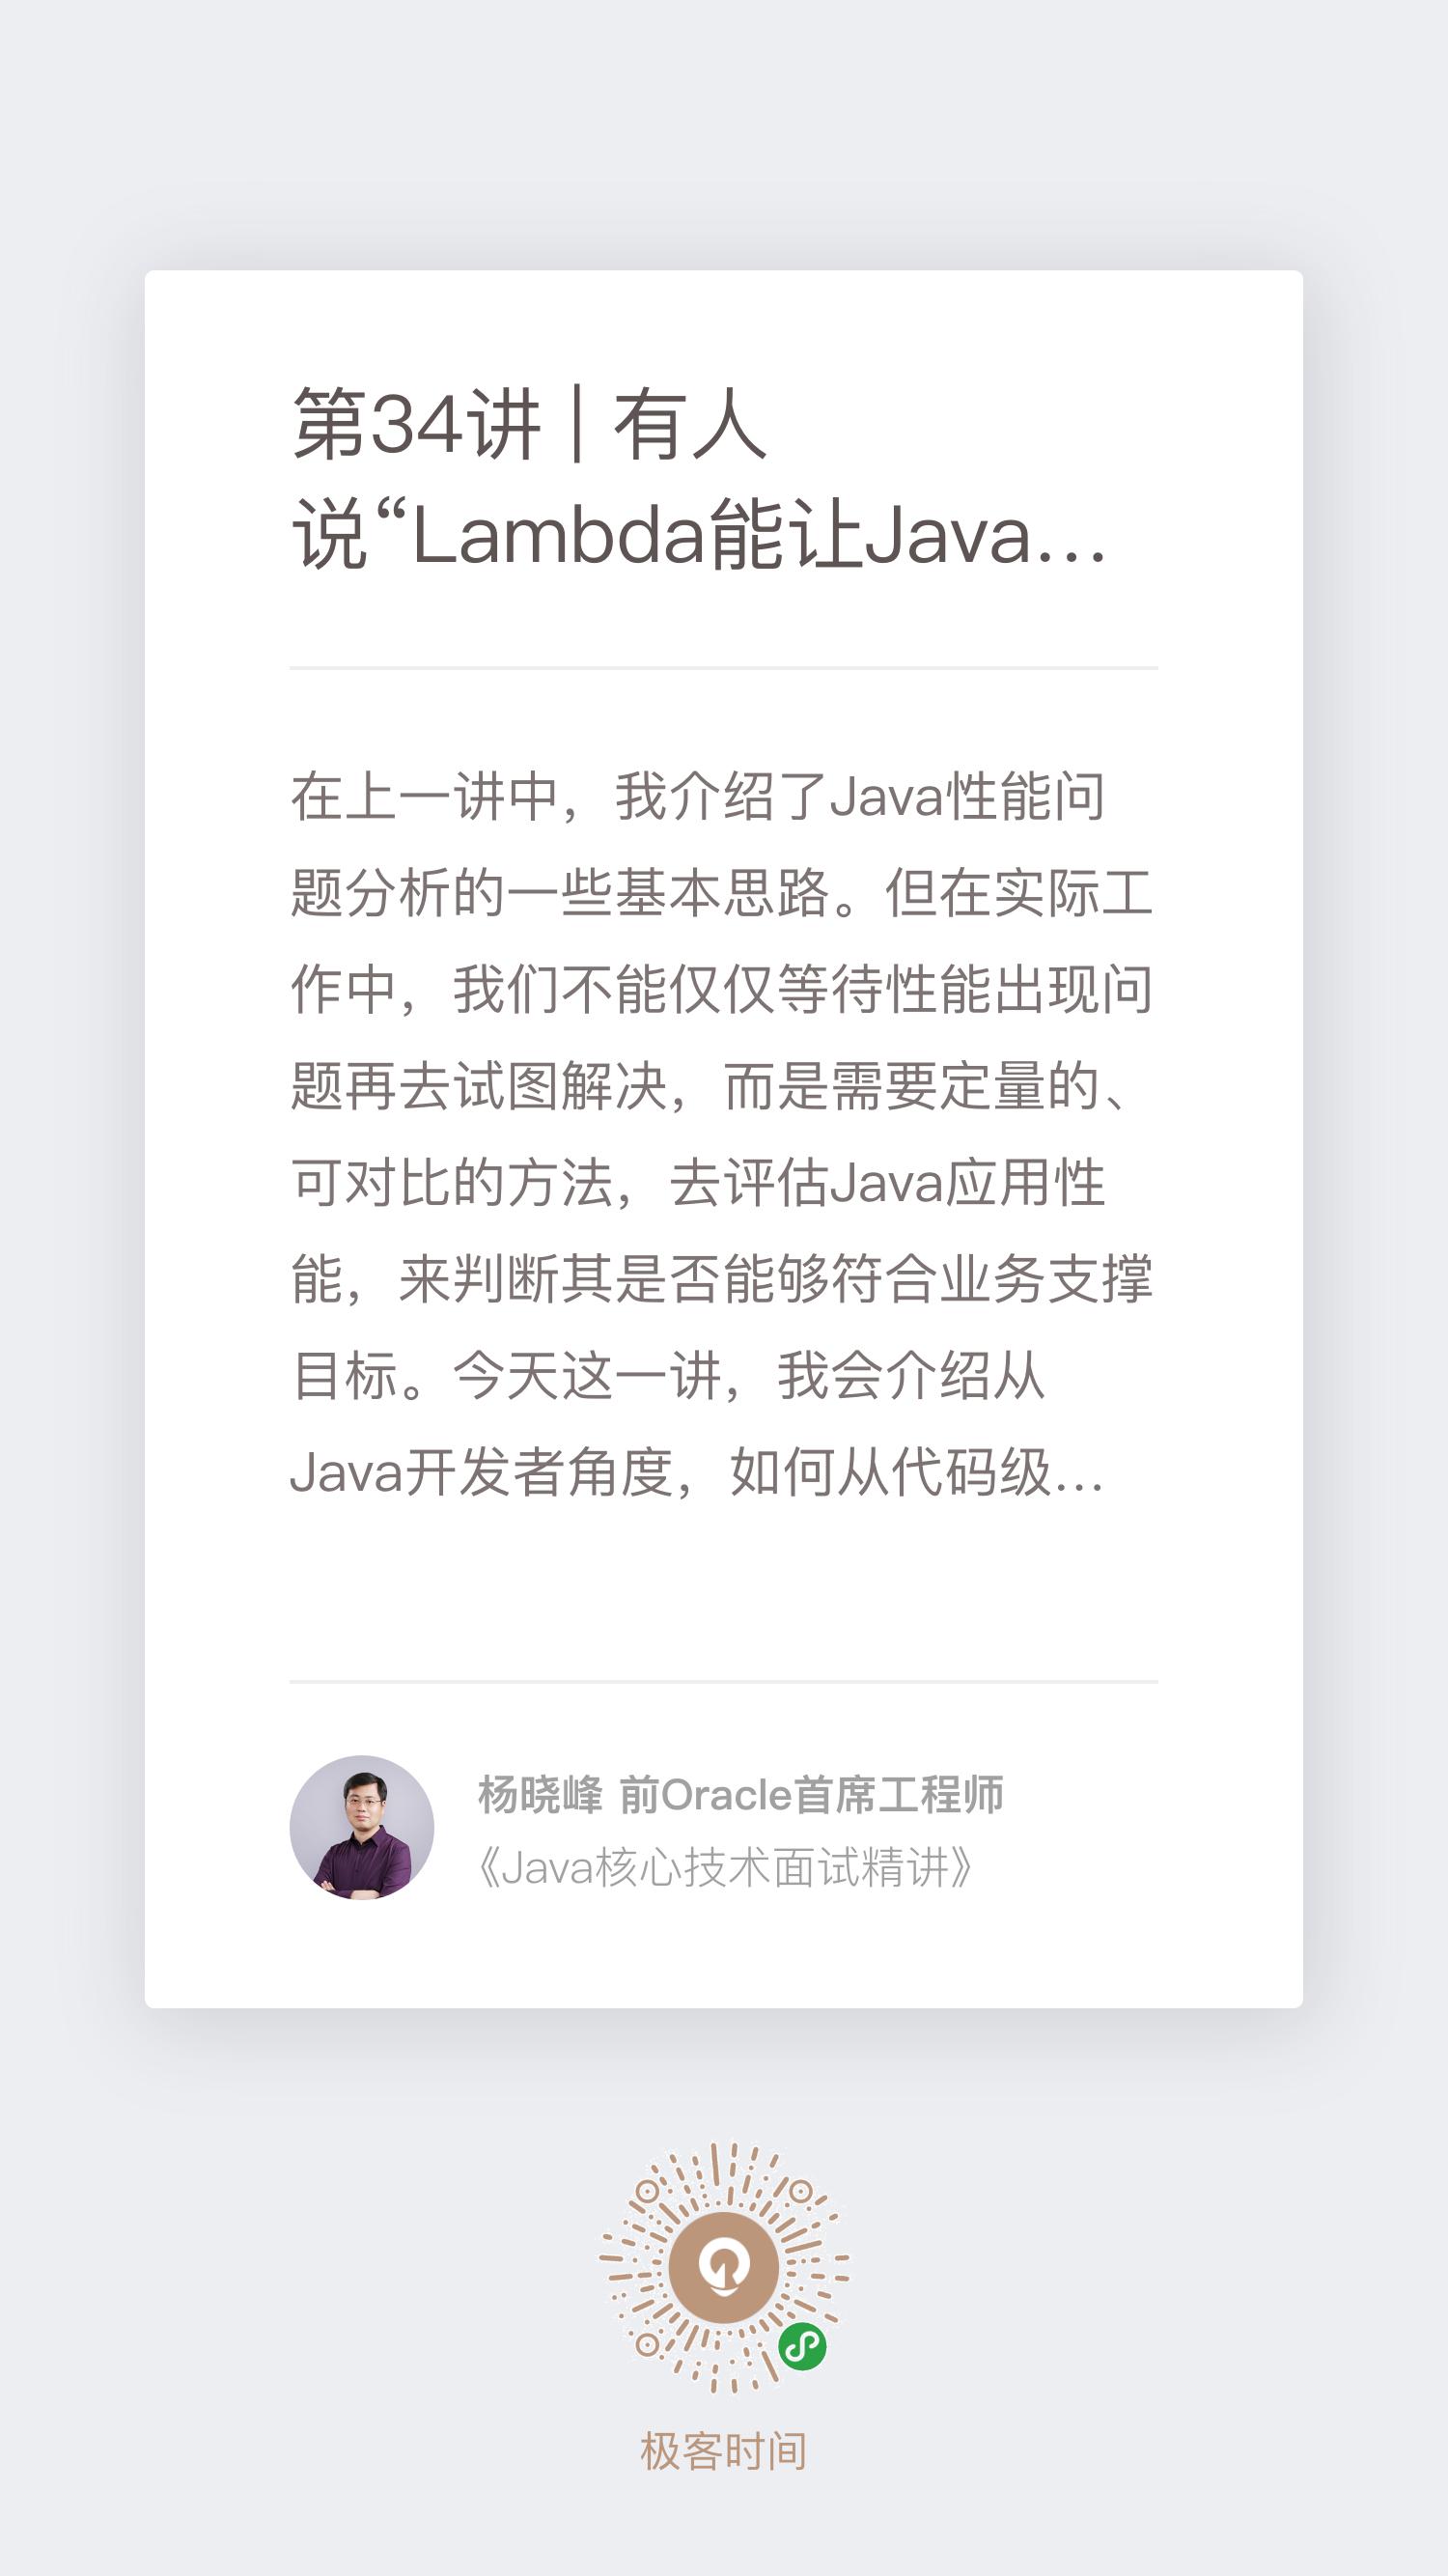 第34讲 | 有人
说“Lambda能让Java…
在上一讲中，我介绍了Java性能问
题分析的一些基本思路。但在实际工
作中，我们不能仅仅等待性能出现问
题再去试图解决，而是需要定量的、
可对比的方法，去评估Java应用性
能，来判断其是否能够符合业务支撑
目标。今天这一讲，我会介绍从
Java开发者角度，如何从代码级…
杨晓峰 前Oracle首席工程师
《Java核心技术面试精讲》
极客时间